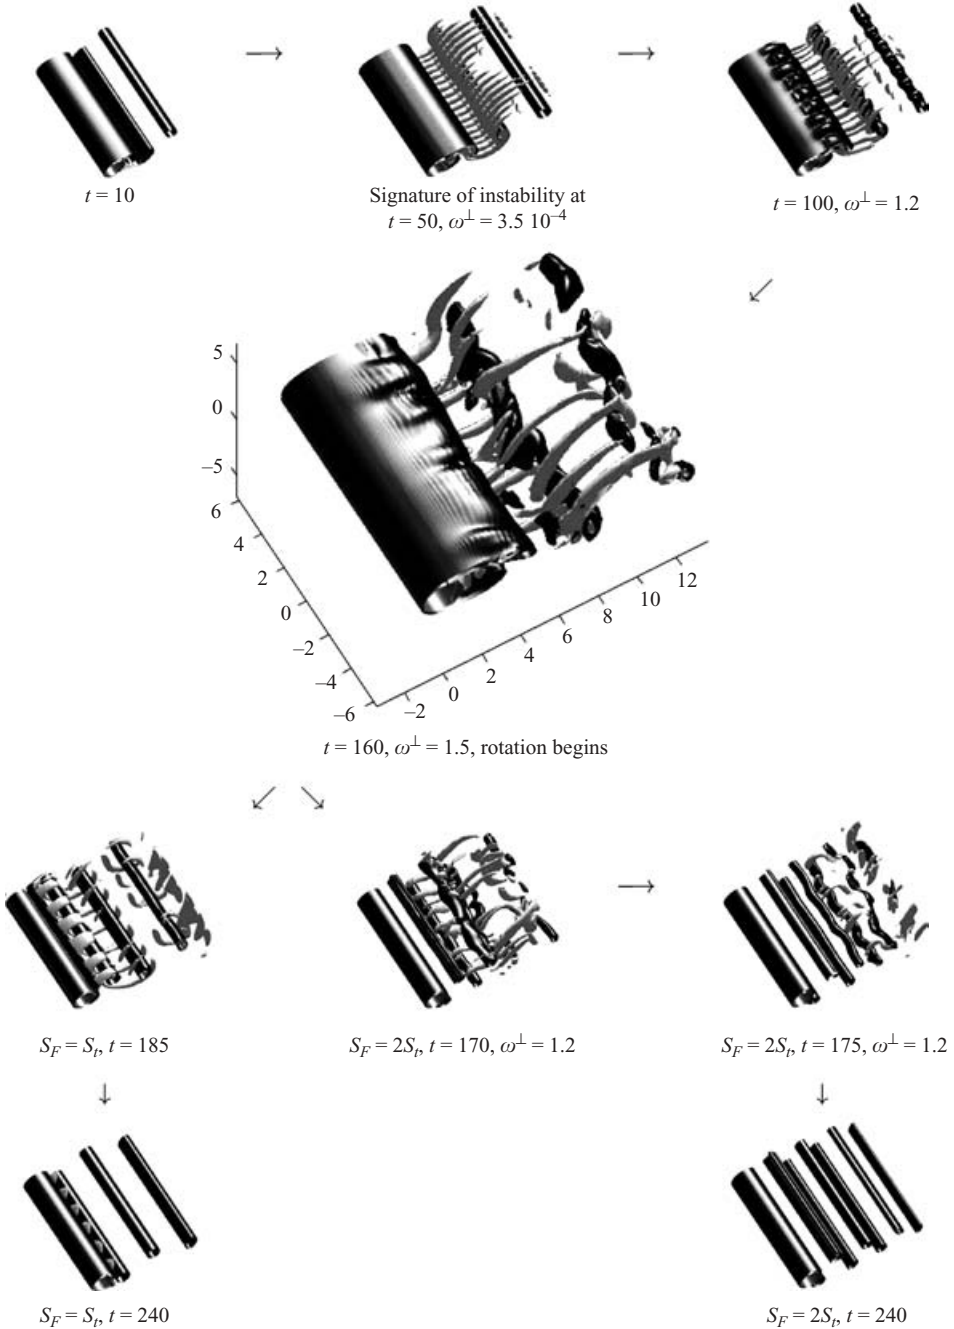 t = 10
Signature of instability at
t = 50, ω⊥ = 3.5 10–4
t = 100, ω⊥ = 1.2
5
0
–5
6
4
2
0
–2
–4
–6
–2
0
2
4
6
8
10
12
t = 160, ω⊥ = 1.5, rotation begins
SF = St, t = 185
SF = 2St, t = 170, ω⊥ = 1.2
SF = 2St, t = 175, ω⊥ = 1.2
SF = St, t = 240
SF = 2St, t = 240